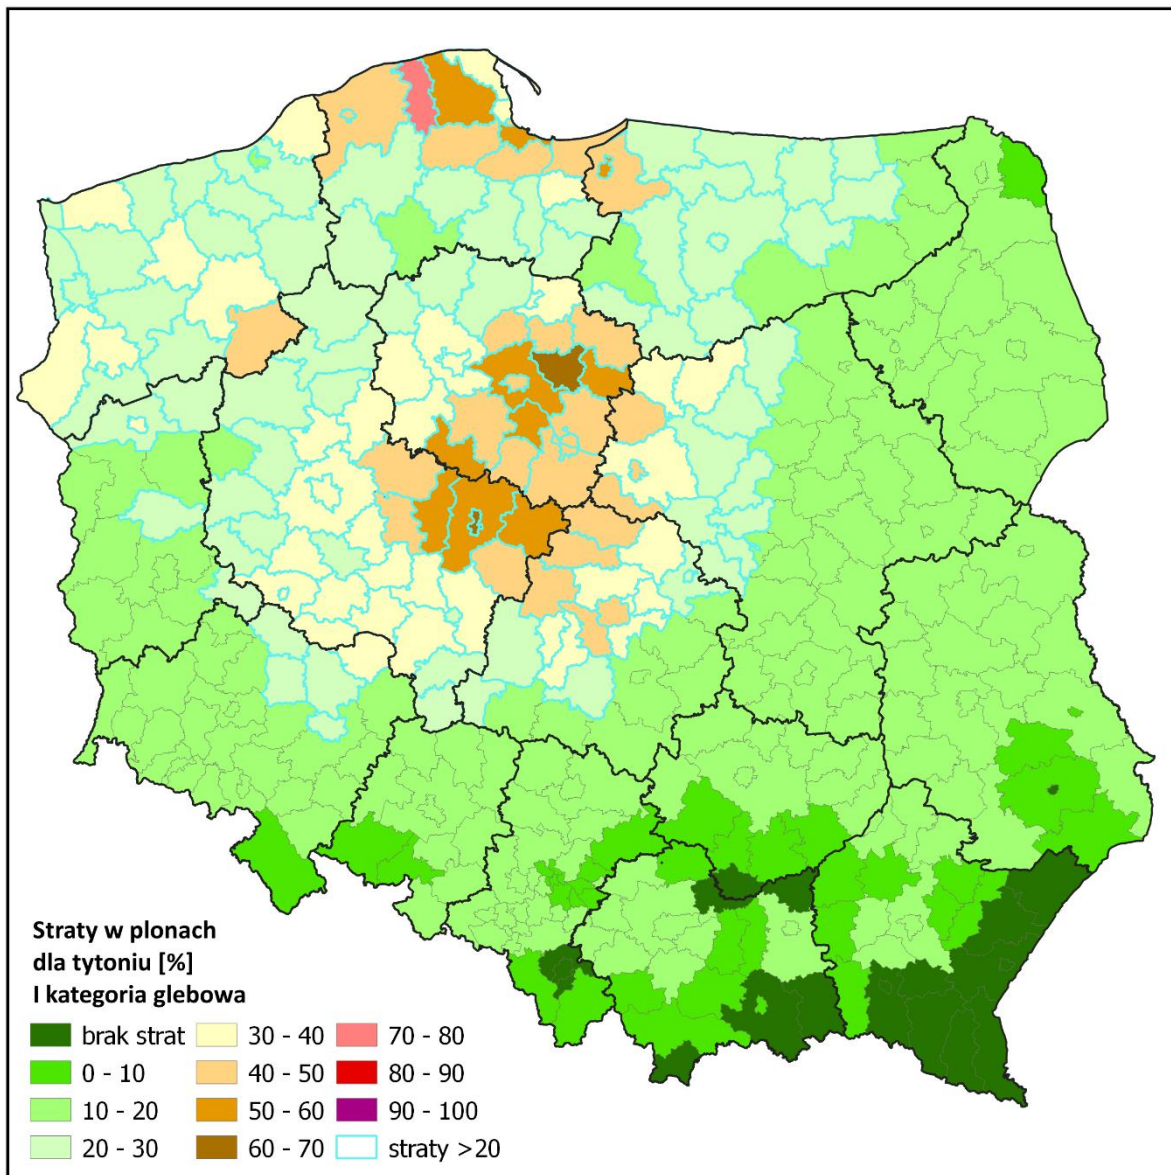 Straty w plonach
dla tytoniu [%]
I kategoria glebowa
brak strat
0 - 10
10 - 20
20 - 30
30 - 40
40 - 50
50 - 60
60 - 70
70 - 80
80 - 90
90 - 100
straty >20